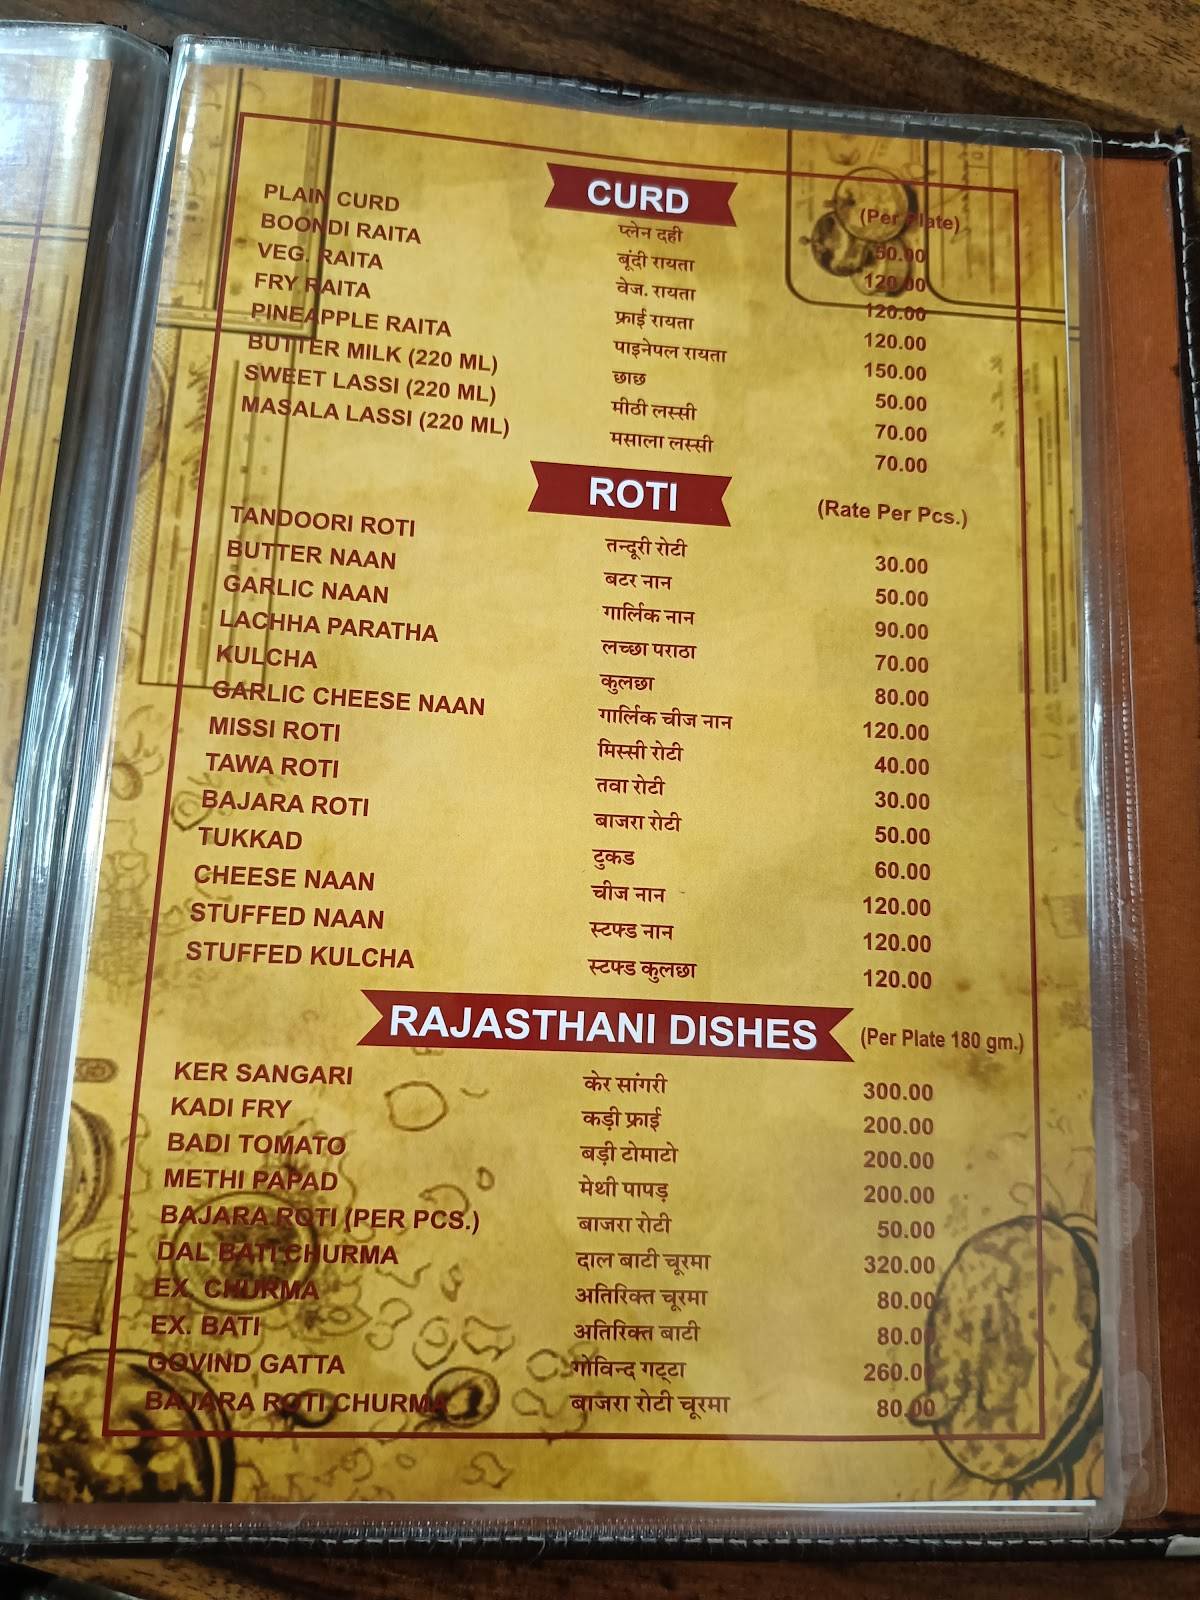 CURD
(Per Plate)
PLAIN CURD प्लेन दही 60.00
BOONDI RAITA बूंदी रायता 120.00
VEG. RAITA वेज. रायता 120.00
FRY RAITA फ्राई रायता 120.00
PINEAPPLE RAITA पाइनेपल रायता 150.00
BUTTER MILK (220 ML) छाछ 50.00
SWEET LASSI (220 ML) मीठी लस्सी 70.00
MASALA LASSI (220 ML) मसाला लस्सी 70.00
ROTI
(Rate Per Pcs.)
TANDOORI ROTI तन्दूरी रोटी 30.00
BUTTER NAAN बटर नान 50.00
GARLIC NAAN गार्लिक नान 90.00
LACHHA PARATHA लच्छा पराठा 70.00
KULCHA कुलछा 80.00
GARLIC CHEESE NAAN गार्लिक चीज नान 120.00
MISSI ROTI मिस्सी रोटी 40.00
TAWA ROTI तवा रोटी 30.00
BAJARA ROTI बाजरा रोटी 50.00
TUKKAD टुकड 60.00
CHEESE NAAN चीज नान 120.00
STUFFED NAAN स्टफ्ड नान 120.00
STUFFED KULCHA स्टफ्ड कुलछा 120.00
RAJASTHANI DISHES (Per Plate 180 gm.)
KER SANGARI केर सांगरी 300.00
KADI FRY कड़ी फ्राई 200.00
BADI TOMATO बड़ी टोमाटो 200.00
METHI PAPAD मेथी पापड़ 200.00
BAJARA ROTI (PER PCS.) बाजरा रोटी 50.00
DAL BATI CHURMA दाल बाटी चूरमा 320.00
EX. CHURMA अतिरिक्त चूरमा 80.00
EX. BATI अतिरिक्त बाटी 80.00
GOVIND GATTA गोविन्द गट्टा 260.00
BAJARA ROTI CHURMA बाजरा रोटी चूरमा 80.00